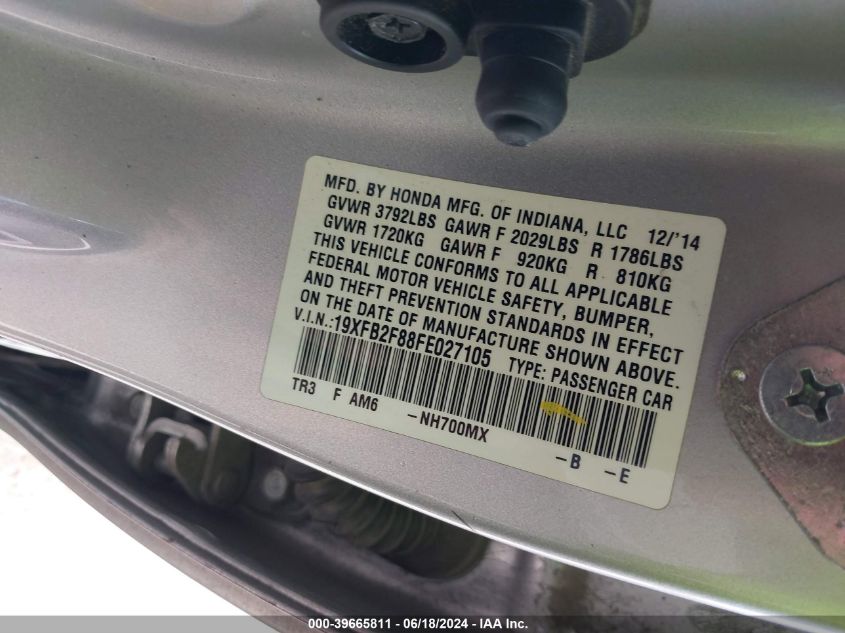 MFD. BY HONDA MFG. OF INDIANA, LLC 12/'14
GVWR 3792LBS GAWR F 2029LBS R 1786LBS
GVWR 1720KG GAWR F 920KG R 810KG
THIS VEHICLE CONFORMS TO ALL APPLICABLE
FEDERAL MOTOR VEHICLE SAFETY, BUMPER,
AND THEFT PREVENTION STANDARDS IN EFFECT
ON THE DATE OF MANUFACTURE SHOWN ABOVE.
V.I.N.:19XFB2F88FE027105 TYPE: PASSENGER CAR
TR3 F AM6 -NH700MX -B -E
000-39665811 - 06/18/2024 - IAA Inc.